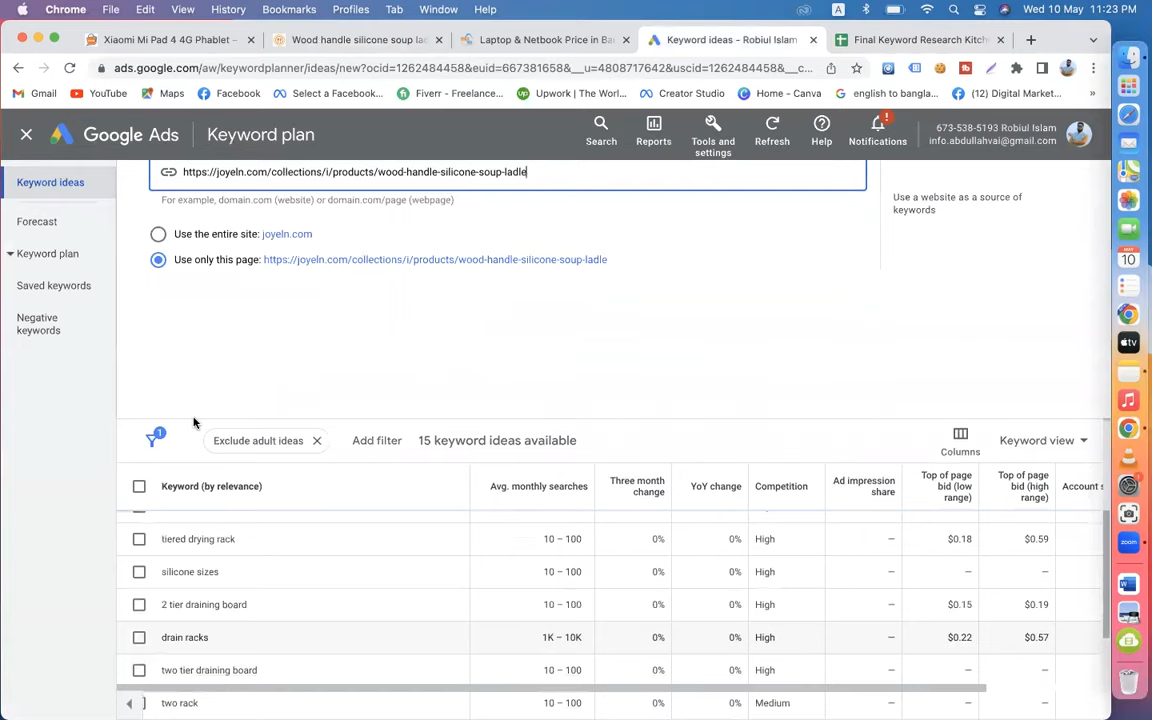 Chrome File Edit View History Bookmarks Profiles Tab Window Help A Wed 10 May 11:23 PM
Xiaomi Mi Pad 4 4G Phablet – Wood handle silicone soup lad Laptop & Netbook Price in Ba Keyword ideas - Robiul Islam Final Keyword Research Kitch
ads.google.com/aw/keywordplanner/ideas/new?ocid=1262484458&euid=667381658&__u=4808717642&uscid=1262484458&__c...
Gmail YouTube Maps Facebook Select a Facebook... Fiverr - Freelance... Upwork | The Worl... Creator Studio Home – Canva english to bangla... (12) Digital Market... »
Google Ads Keyword plan
Search Reports Tools and settings Refresh Help Notifications
673-538-5193 Robiul Islam
info.abdullahvai@gmail.com
Keyword ideas
Forecast
Keyword plan
Saved keywords
Negative keywords
https://joyeln.com/collections/i/products/wood-handle-silicone-soup-ladle
For example, domain.com (website) or domain.com/page (webpage)
Use a website as a source of
keywords
Use the entire site: joyeln.com
Use only this page: https://joyeln.com/collections/i/products/wood-handle-silicone-soup-ladle
1 Exclude adult ideas Add filter 15 keyword ideas available Columns Keyword view
Keyword (by relevance) Avg. monthly searches Three month change YoY change Competition Ad impression share Top of page bid (low range) Top of page bid (high range) Account s
tiered drying rack 10 – 100 0% 0% High — $0.18 $0.59
silicone sizes 10 – 100 0% 0% High — — —
2 tier draining board 10 – 100 0% 0% High — $0.15 $0.19
drain racks 1K – 10K 0% 0% High — $0.22 $0.57
two tier draining board 10 – 100 0% 0% High — — —
two rack 10 – 100 0% 0% Medium — — —
MAY
10
tv
zoom
W